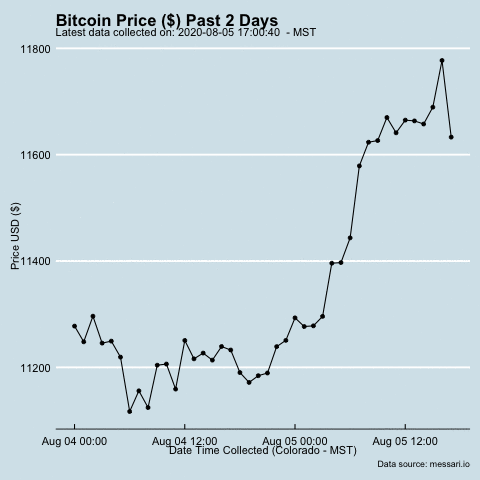 Bitcoin Price ($) Past 2 Days
Latest data collected on: 2020-08-05 17:00:40 - MST
11800
11600
11400
11200
Price USD ($)
Aug 04 00:00 Aug 04 12:00 Aug 05 00:00 Aug 05 12:00
Date Time Collected (Colorado - MST)
Data source: messari.io